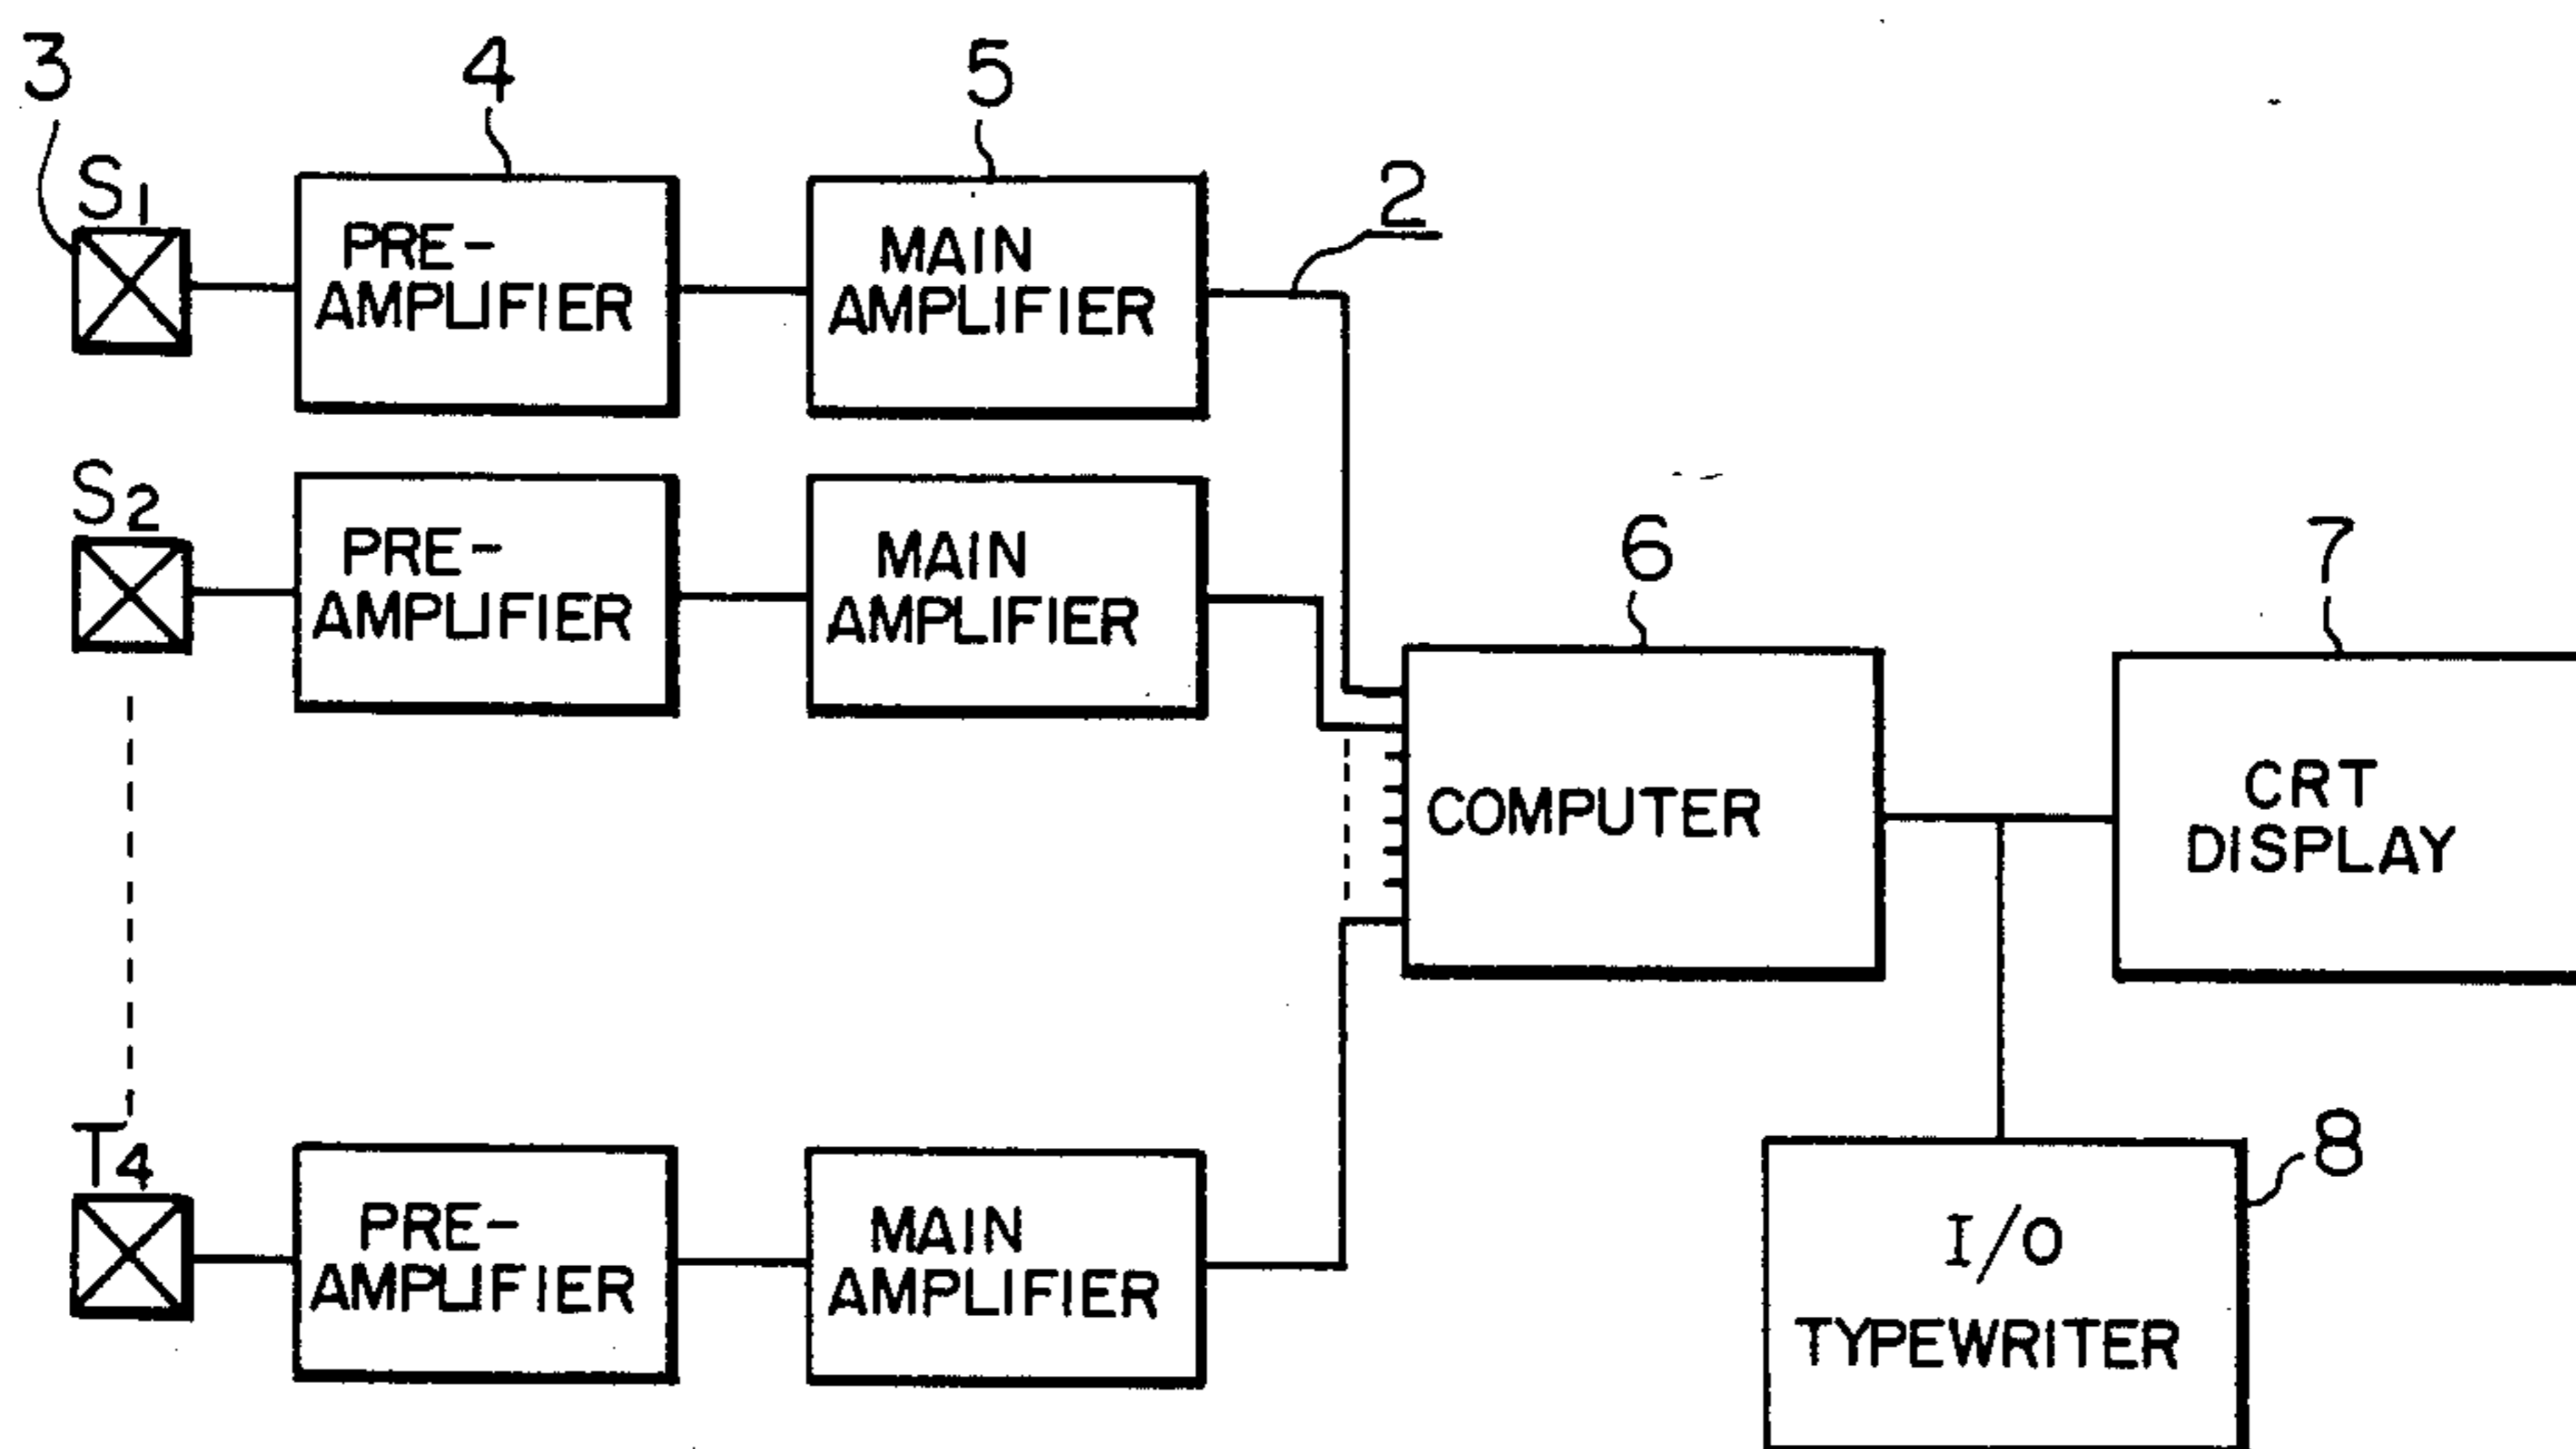 3
4
5
S1
PRE-
AMPLIFIER
MAIN
AMPLIFIER
2
S2
PRE-
AMPLIFIER
MAIN
AMPLIFIER
6
7
COMPUTER
CRT
DISPLAY
T4
PRE-
AMPLIFIER
MAIN
AMPLIFIER
8
I/O
TYPEWRITER